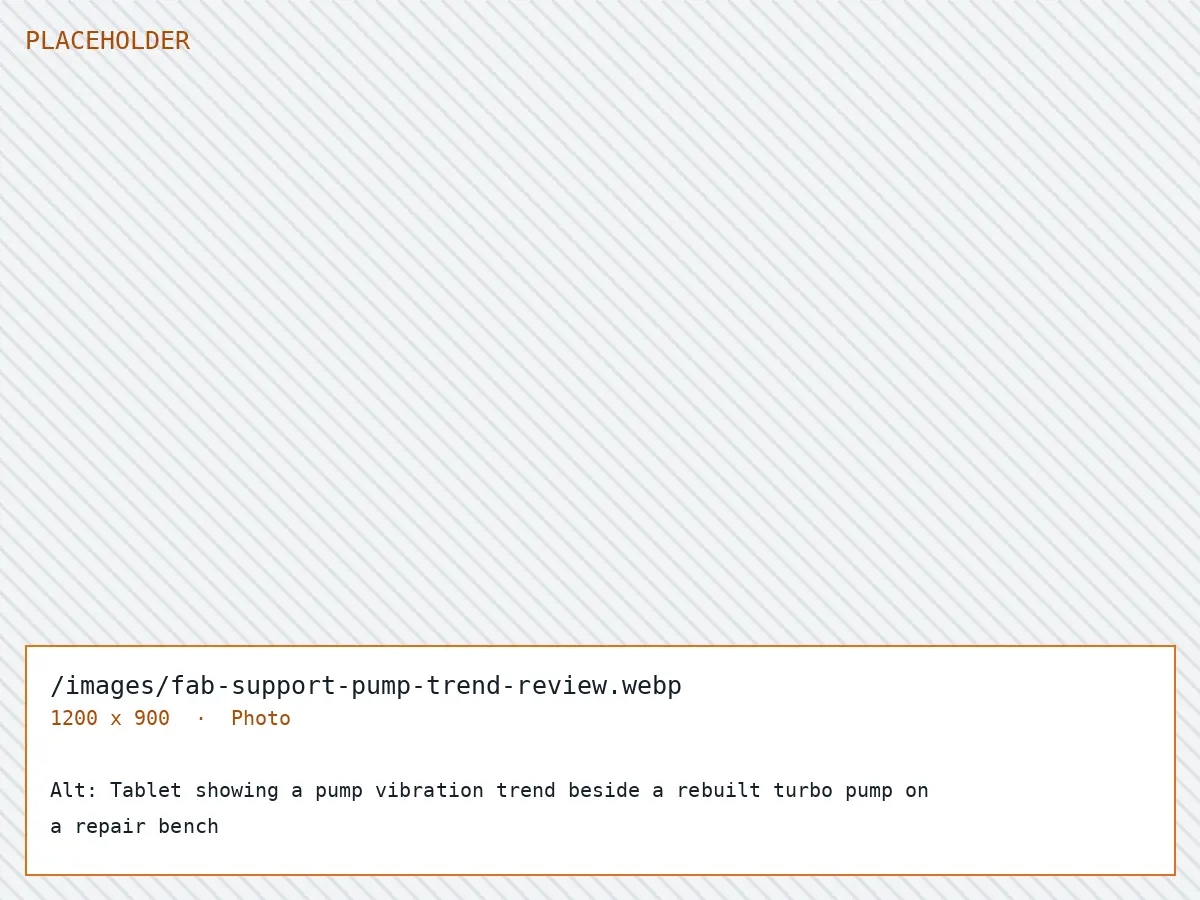 PLACEHOLDER
/images/fab-support-pump-trend-review.webp
1200 x 900 · Photo
Alt: Tablet showing a pump vibration trend beside a rebuilt turbo pump on
a repair bench